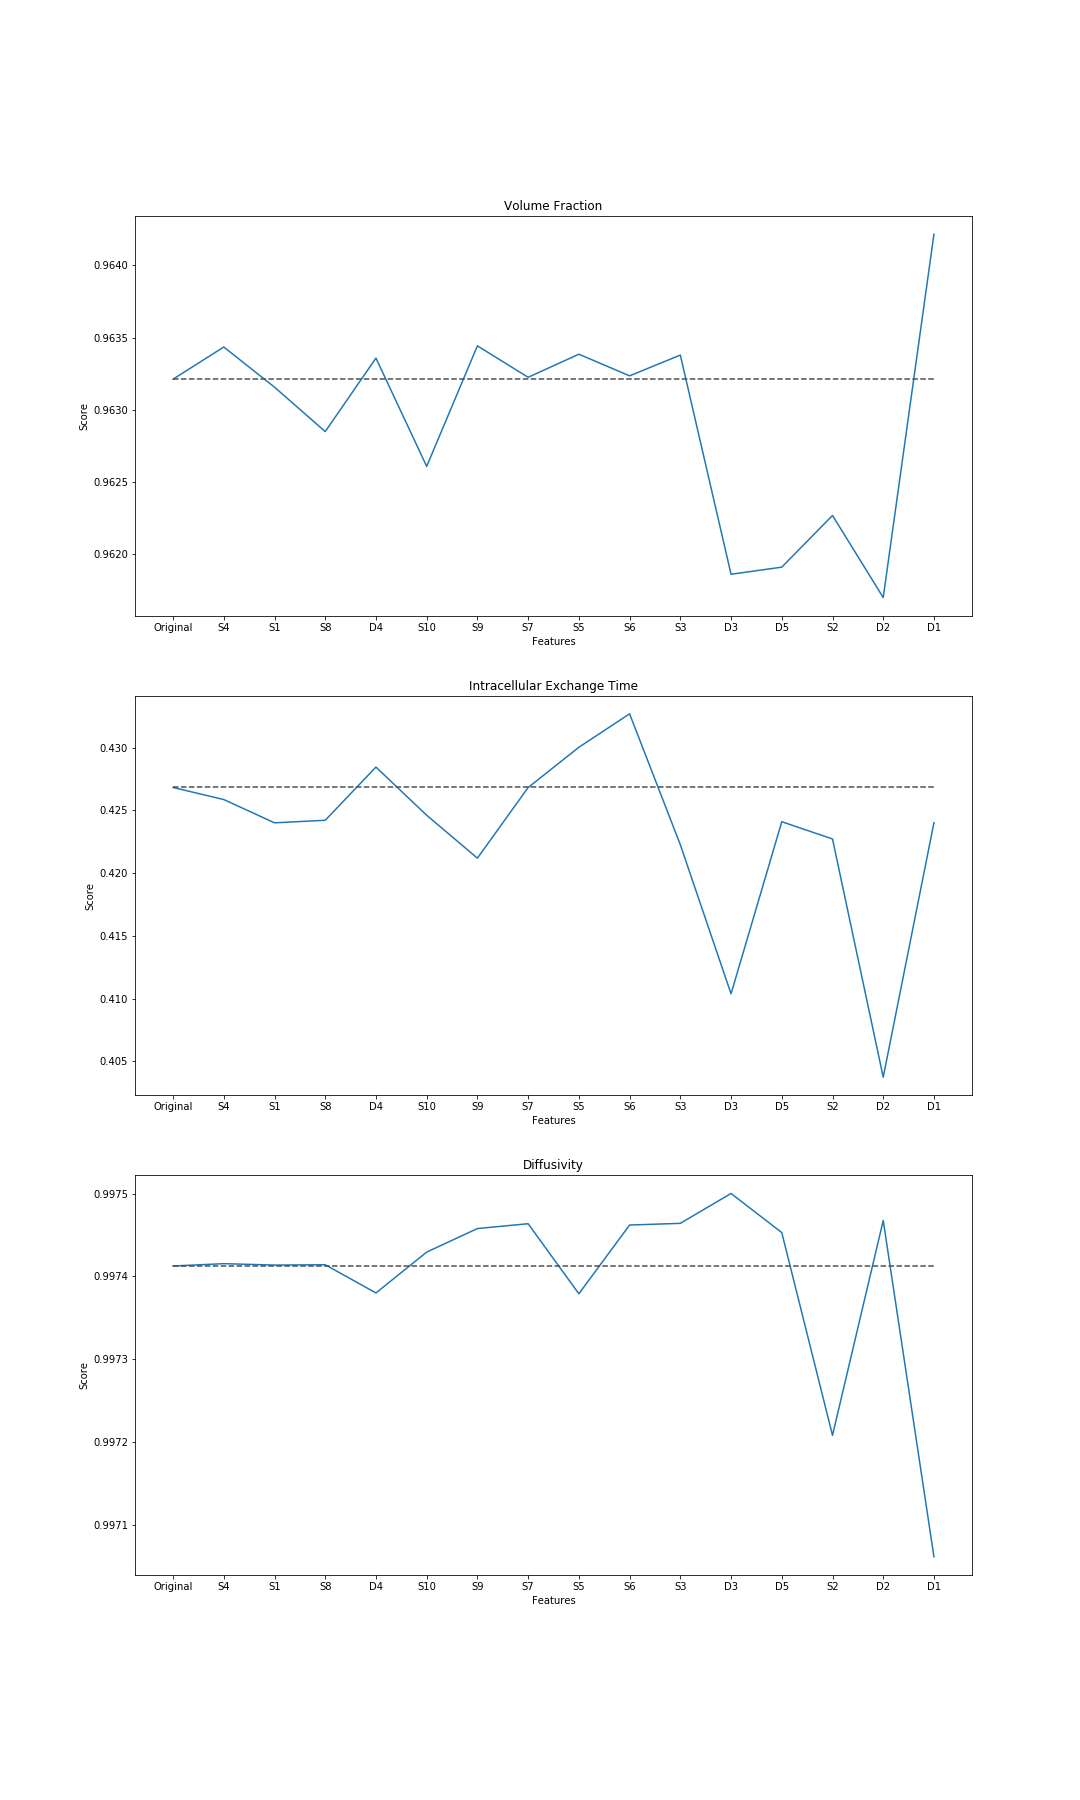 Volume Fraction
0.9640
0.9635
0.9630
0.9625
0.9620
Score
Original S4 S1 S8 D4 S10 S9 S7 S5 S6 S3 D3 D5 S2 D2 D1
Features
Intracellular Exchange Time
0.430
0.425
0.420
0.415
0.410
0.405
Score
Original S4 S1 S8 D4 S10 S9 S7 S5 S6 S3 D3 D5 S2 D2 D1
Features
Diffusivity
0.9975
0.9974
0.9973
0.9972
0.9971
Score
Original S4 S1 S8 D4 S10 S9 S7 S5 S6 S3 D3 D5 S2 D2 D1
Features